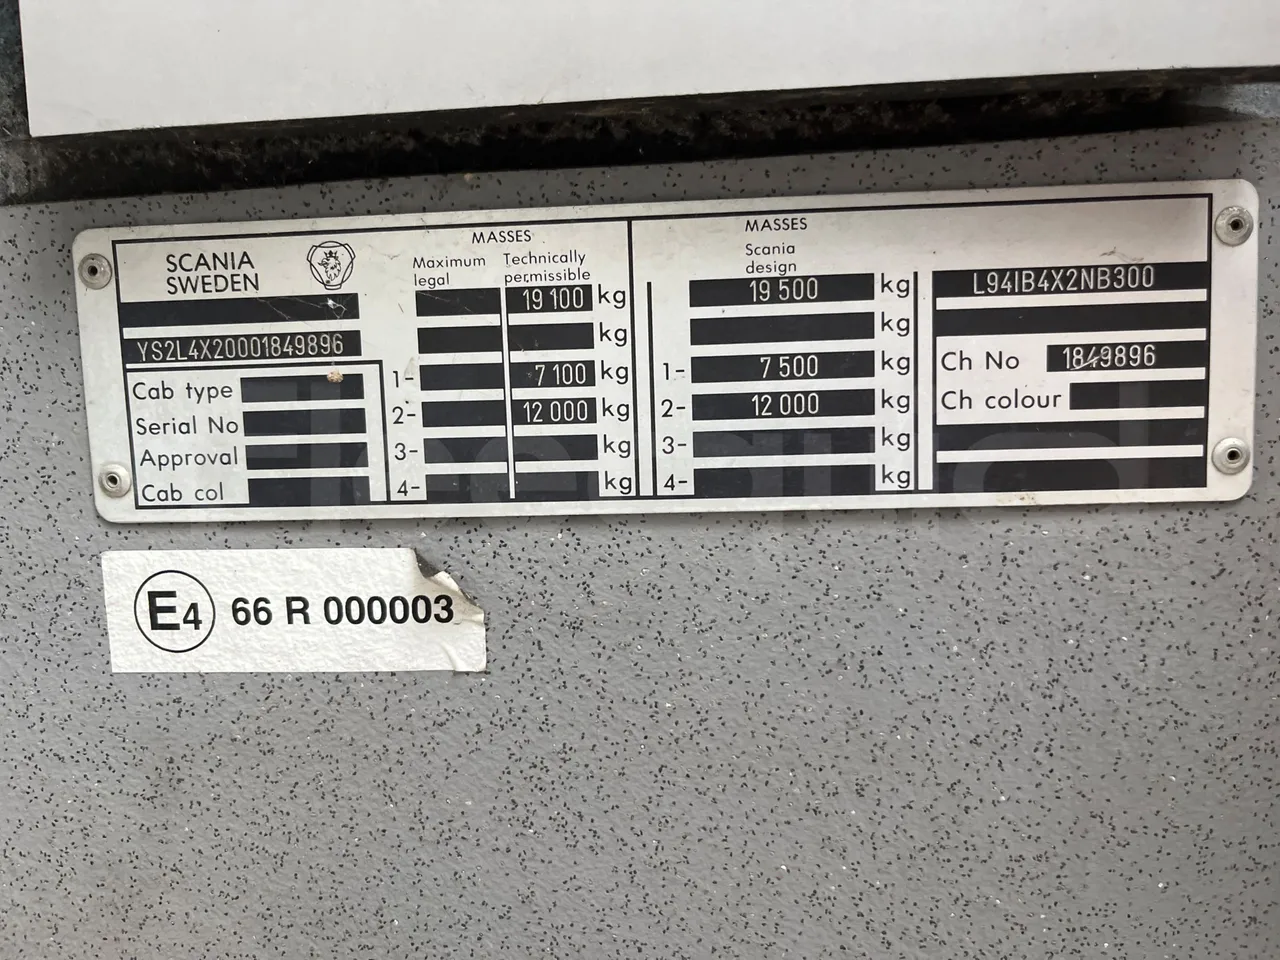 SCANIA
SWEDEN
YS2L4X20001849896
Cab type
Serial No
Approval
Cab col
MASSES
Maximum legal
Technically permissible
19 100 kg
kg
1- 7 100 kg
2- 12 000 kg
3- kg
4- kg
MASSES
Scania design
19 500 kg
kg
1- 7 500 kg
2- 12 000 kg
3- kg
4- kg
L94IB4X2NB300
Ch No 1849896
Ch colour
E4 66 R 000003